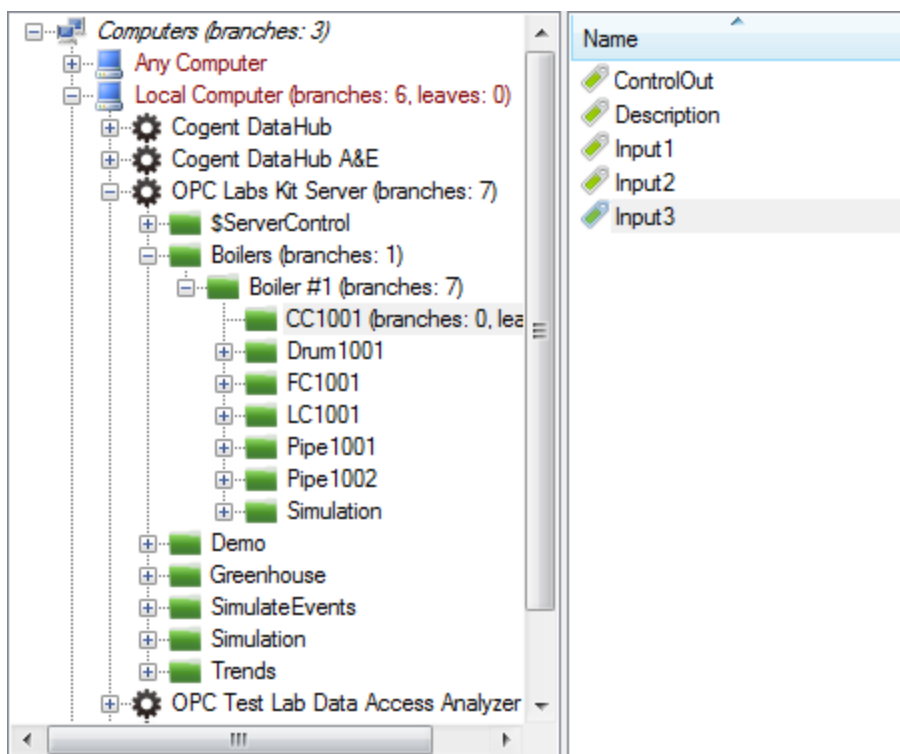 Computers (branches: 3)
Any Computer
Local Computer (branches: 6, leaves: 0)
Cogent DataHub
Cogent DataHub A&E
OPC Labs Kit Server (branches: 7)
$ServerControl
Boilers (branches: 1)
Boiler #1 (branches: 7)
CC1001 (branches: 0, lea
Drum1001
FC1001
LC1001
Pipe1001
Pipe1002
Simulation
Demo
Greenhouse
SimulateEvents
Simulation
Trends
OPC Test Lab Data Access Analyzer
Name
ControlOut
Description
Input1
Input2
Input3